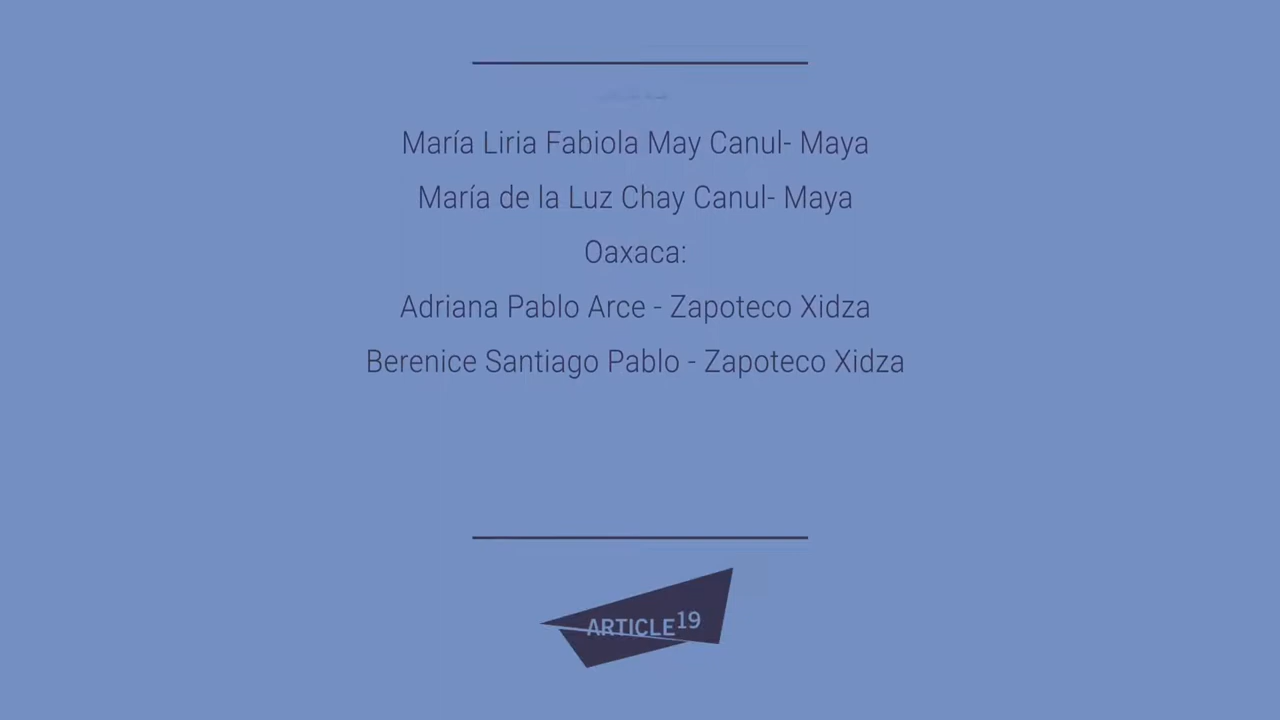 María Liria Fabiola May Canul- Maya
María de la Luz Chay Canul- Maya
Oaxaca:
Adriana Pablo Arce - Zapoteco Xidza
Berenice Santiago Pablo - Zapoteco Xidza
ARTICLE19